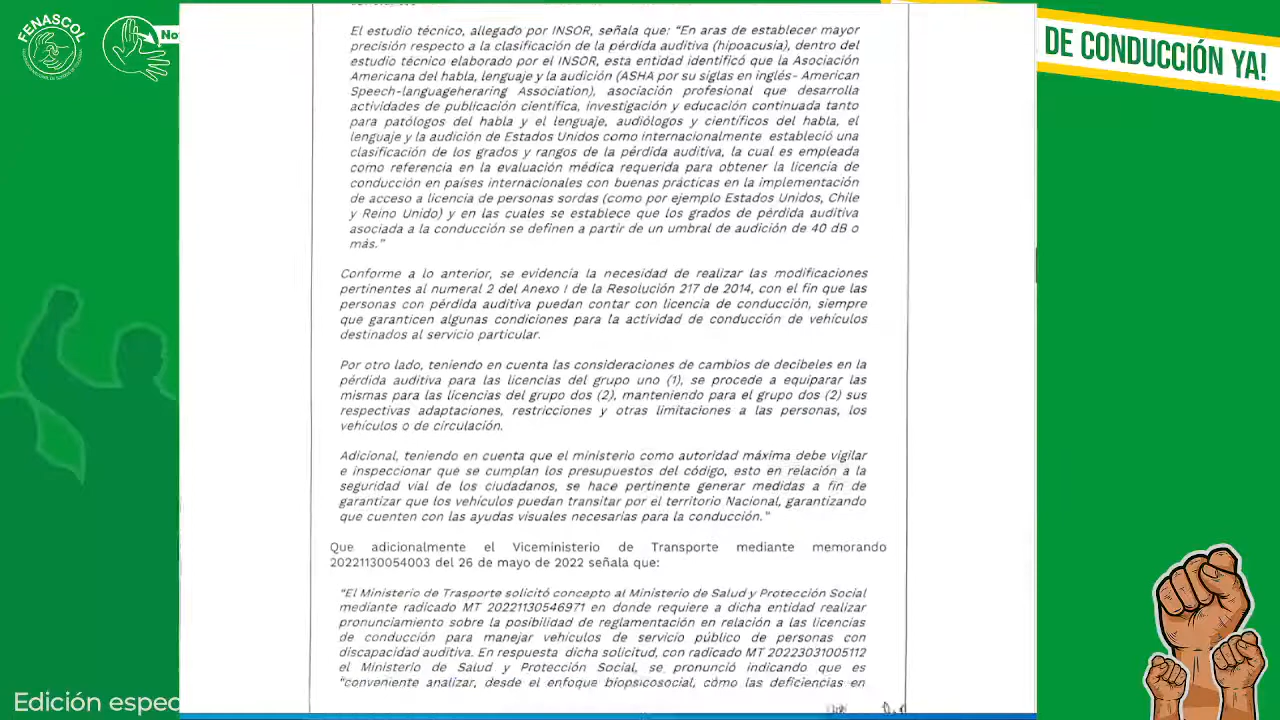 FENASCOL
No
DE CONDUCCIÓN YA!
El estudio técnico, allegado por INSOR, señala que: "En aras de establecer mayor
precisión respecto a la clasificación de la pérdida auditiva (hipoacusia), dentro del
estudio técnico elaborado por el INSOR, esta entidad identificó que la Asociación
Americana del habla, lenguaje y la audición (ASHA por su siglas en inglés- American
Speech-languageheraring Association), asociación profesional que desarrolla
actividades de publicación científica, investigación y educación continuada tanto
para patólogos del habla y el lenguaje, audiólogos y científicos del habla, el
lenguaje y la audición de Estados Unidos como internacionalmente estableció una
clasificación de los grados y rangos de la pérdida auditiva, la cual es empleada
como referencia en la evaluación médica requerida para obtener la licencia de
conducción en países internacionales con buenas prácticas en la implementación
de acceso a licencia de personas sordas (como por ejemplo Estados Unidos, Chile
y Reino Unido) y en las cuales se establece que los grados de pérdida auditiva
asociada a la conducción se definen a partir de un umbral de audición de 40 dB o
más."
Conforme a lo anterior, se evidencia la necesidad de realizar las modificaciones
pertinentes al numeral 2 del Anexo I de la Resolución 217 de 2014, con el fin que las
personas con pérdida auditiva puedan contar con licencia de conducción, siempre
que garanticen algunas condiciones para la actividad de conducción de vehículos
destinados al servicio particular.
Por otro lado, teniendo en cuenta las consideraciones de cambios de decibeles en la
pérdida auditiva para las licencias del grupo uno (1), se procede a equiparar las
mismas para las licencias del grupo dos (2), manteniendo para el grupo dos (2) sus
respectivas adaptaciones, restricciones y otras limitaciones a las personas, los
vehículos o de circulación.
Adicional, teniendo en cuenta que el ministerio como autoridad máxima debe vigilar
e inspeccionar que se cumplan los presupuestos del código, esto en relación a la
seguridad vial de los ciudadanos, se hace pertinente generar medidas a fin de
garantizar que los vehículos puedan transitar por el territorio Nacional, garantizando
que cuenten con las ayudas visuales necesarias para la conducción."
Que adicionalmente el Viceministerio de Transporte mediante memorando
20221130054003 del 26 de mayo de 2022 señala que:
"El Ministerio de Trasporte solicitó concepto al Ministerio de Salud y Protección Social
mediante radicado MT 20221130546971 en donde requiere a dicha entidad realizar
pronunciamiento sobre la posibilidad de reglamentación en relación a las licencias
de conducción para manejar vehículos de servicio público de personas con
discapacidad auditiva. En respuesta dicha solicitud, con radicado MT 20223031005112
el Ministerio de Salud y Protección Social, se pronunció indicando que es
"conveniente analizar, desde el enfoque biopsicosocial, cómo las deficiencias en
Edición espec